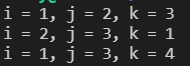 i = 1, j = 2, k = 3
i = 2, j = 3, k = 1
i = 1, j = 3, k = 4